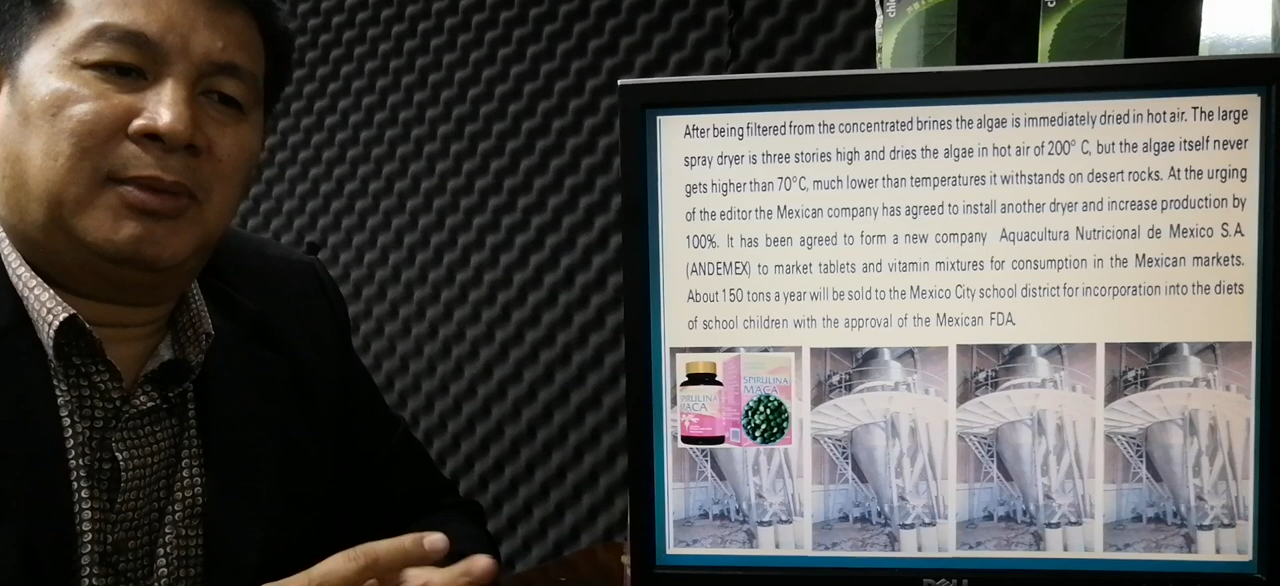 After being filtered from the concentrated brines the algae is immediately dried in hot air. The large
spray dryer is three stories high and dries the algae in hot air of 200° C, but the algae itself never
gets higher than 70°C, much lower than temperatures it withstands on desert rocks. At the urging
of the editor the Mexican company has agreed to install another dryer and increase production by
100%. It has been agreed to form a new company Aquacultura Nutricional de Mexico S.A.
(ANDEMEX) to market tablets and vitamin mixtures for consumption in the Mexican markets.
About 150 tons a year will be sold to the Mexico City school district for incorporation into the diets
of school children with the approval of the Mexican FDA.
SPIRULINA
MACA
SPIRULINA
MACA
DELL